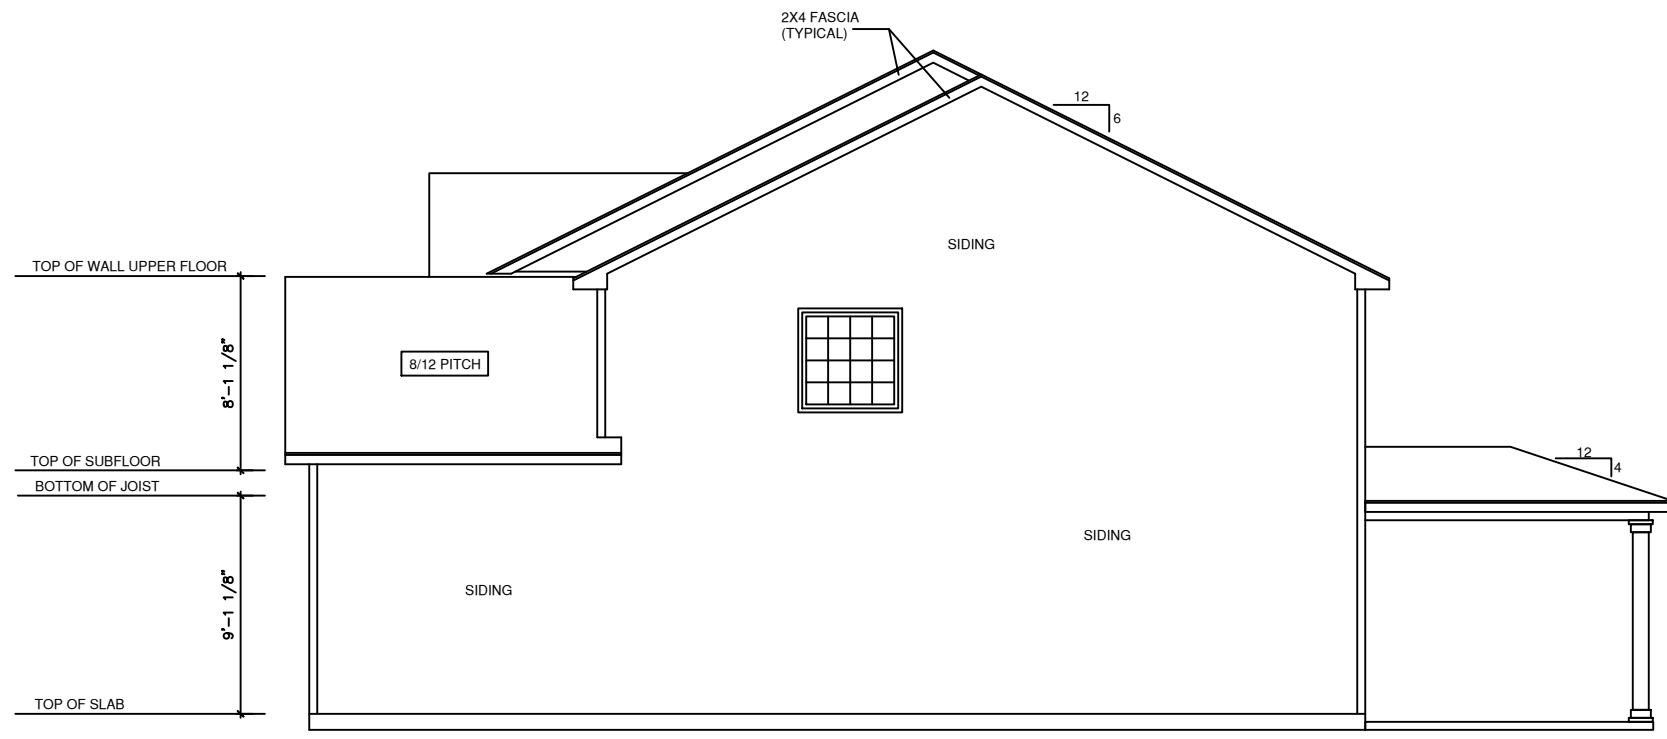 2X4 FASCIA
(TYPICAL)
12
6
SIDING
TOP OF WALL UPPER FLOOR
8'-1 1/8"
8/12 PITCH
TOP OF SUBFLOOR
12
4
BOTTOM OF JOIST
SIDING
SIDING
9'-1 1/8"
TOP OF SLAB